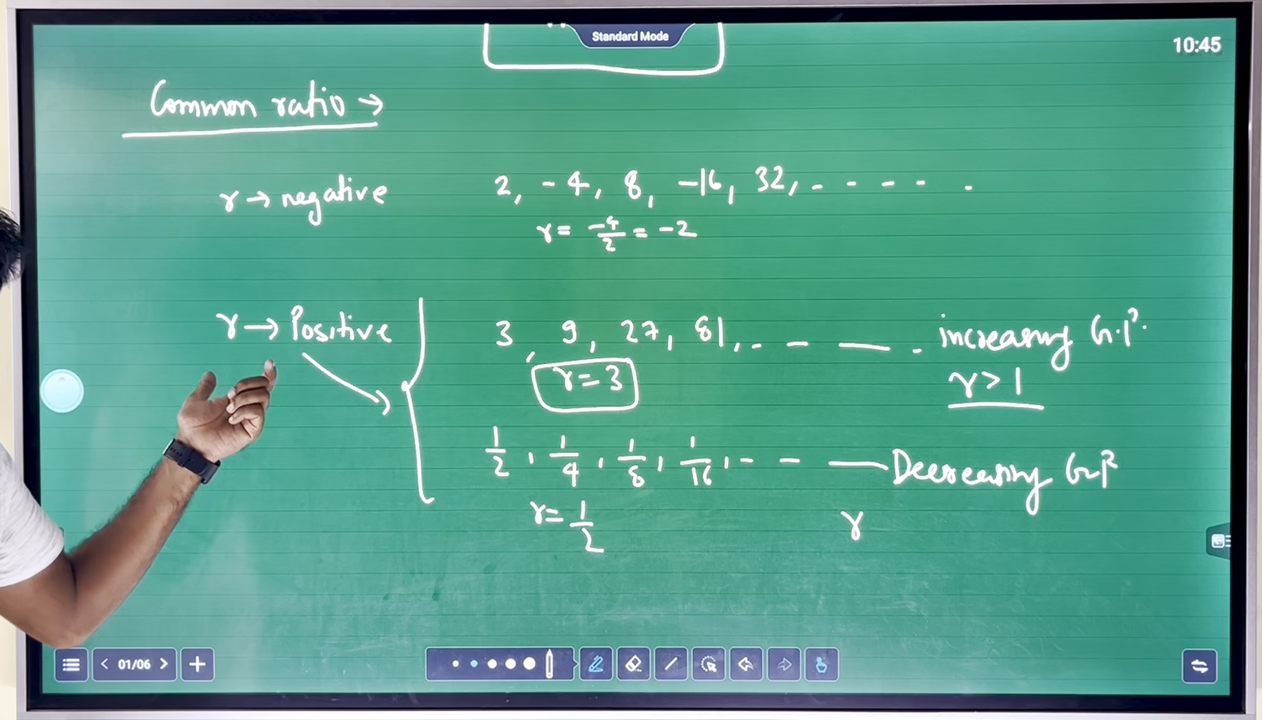 Standard Mode
10:45
Common ratio →
r → negative 2, -4, 8, -16, 32, - - - - -
r = -4/2 = -2
r → Positive 3, 9, 27, 81, - - — . increasing G.P.
r = 3 r > 1
1/2, 1/4, 1/8, 1/16, - - — Decreasing G.P
r = 1/2 r
01/06